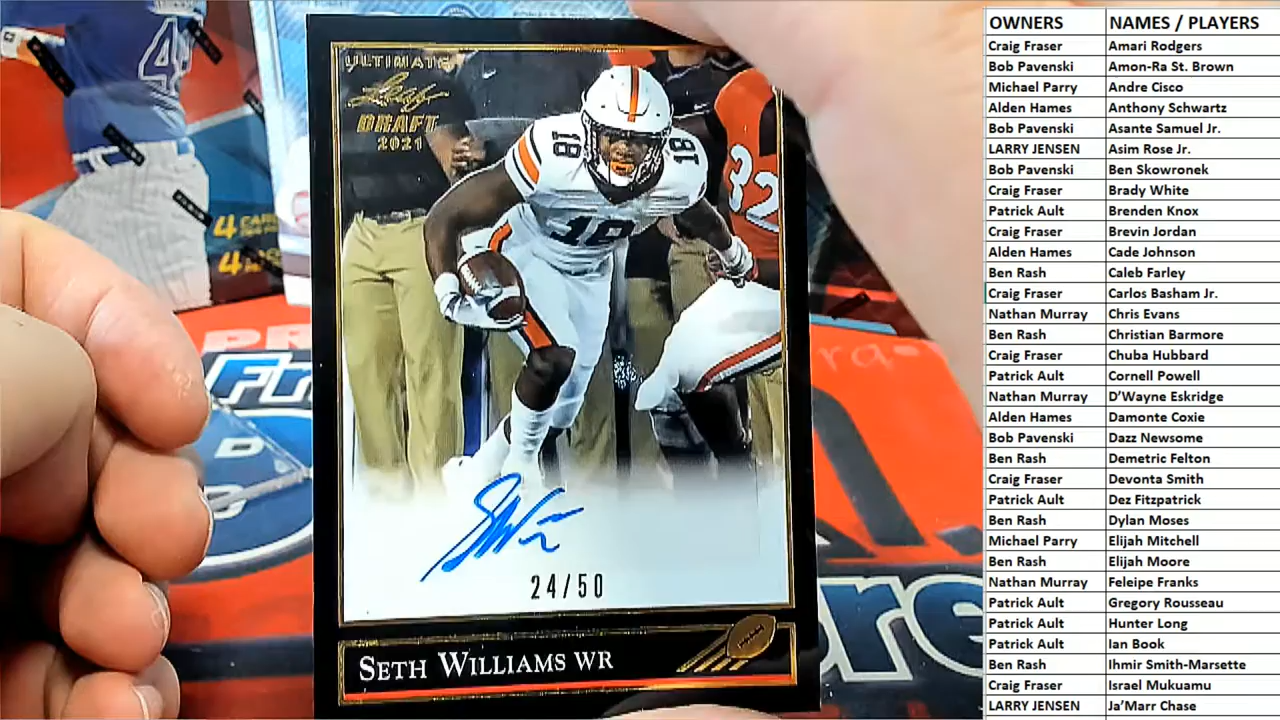 ULTIMATE
Leaf
DRAFT
2021
18
18
18
32
4
4
24/50
SETH WILLIAMS WR
OWNERS NAMES / PLAYERS
Craig Fraser Amari Rodgers
Bob Pavenski Amon-Ra St. Brown
Michael Parry Andre Cisco
Alden Hames Anthony Schwartz
Bob Pavenski Asante Samuel Jr.
LARRY JENSEN Asim Rose Jr.
Bob Pavenski Ben Skowronek
Craig Fraser Brady White
Patrick Ault Brenden Knox
Craig Fraser Brevin Jordan
Alden Hames Cade Johnson
Ben Rash Caleb Farley
Craig Fraser Carlos Basham Jr.
Nathan Murray Chris Evans
Ben Rash Christian Barmore
Craig Fraser Chuba Hubbard
Patrick Ault Cornell Powell
Nathan Murray D'Wayne Eskridge
Alden Hames Damonte Coxie
Bob Pavenski Dazz Newsome
Ben Rash Demetric Felton
Craig Fraser Devonta Smith
Patrick Ault Dez Fitzpatrick
Ben Rash Dylan Moses
Michael Parry Elijah Mitchell
Ben Rash Elijah Moore
Nathan Murray Feleipe Franks
Patrick Ault Gregory Rousseau
Patrick Ault Hunter Long
Patrick Ault Ian Book
Ben Rash Ihmir Smith-Marsette
Craig Fraser Israel Mukuamu
LARRY JENSEN Ja'Marr Chase